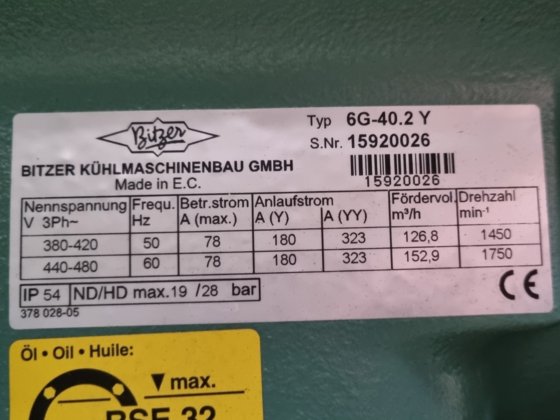 Bitzer
Typ 6G-40.2 Y
S.Nr. 15920026
BITZER KÜHLMASCHINENBAU GMBH
Made in E.C.
15920026
Nennspannung Frequ. Betr.strom Anlaufstrom Fördervol. Drehzahl
V 3Ph~ Hz A (max.) A (Y) A (YY) m³/h min-¹
380-420 50 78 180 323 126,8 1450
440-480 60 78 180 323 152,9 1750
IP 54 ND/HD max.19 /28 bar CE
378 028-05
Öl • Oil • Huile:
▼ max.
BSE 32